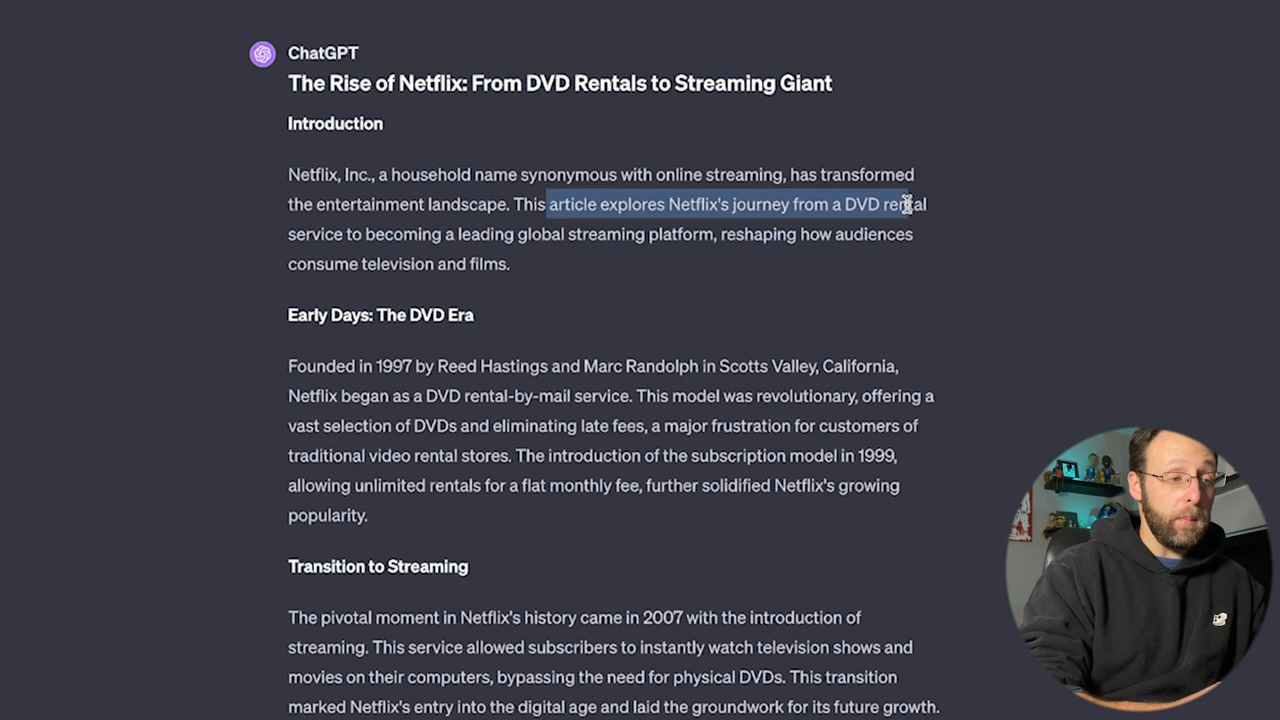 ChatGPT
The Rise of Netflix: From DVD Rentals to Streaming Giant
Introduction
Netflix, Inc., a household name synonymous with online streaming, has transformed
the entertainment landscape. This article explores Netflix's journey from a DVD rental
service to becoming a leading global streaming platform, reshaping how audiences
consume television and films.
Early Days: The DVD Era
Founded in 1997 by Reed Hastings and Marc Randolph in Scotts Valley, California,
Netflix began as a DVD rental-by-mail service. This model was revolutionary, offering a
vast selection of DVDs and eliminating late fees, a major frustration for customers of
traditional video rental stores. The introduction of the subscription model in 1999,
allowing unlimited rentals for a flat monthly fee, further solidified Netflix's growing
popularity.
Transition to Streaming
The pivotal moment in Netflix's history came in 2007 with the introduction of
streaming. This service allowed subscribers to instantly watch television shows and
movies on their computers, bypassing the need for physical DVDs. This transition
marked Netflix's entry into the digital age and laid the groundwork for its future growth.